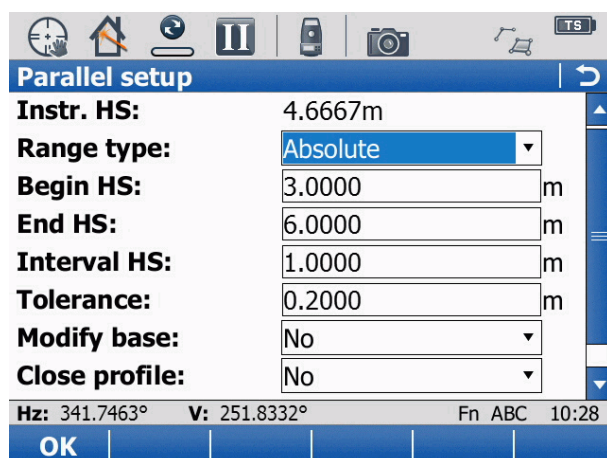 TS
Parallel setup
Instr. HS: 4.6667m
Range type: Absolute
Begin HS: 3.0000 m
End HS: 6.0000 m
Interval HS: 1.0000 m
Tolerance: 0.2000 m
Modify base: No
Close profile: No
Hz: 341.7463° V: 251.8332° Fn ABC 10:28
OK